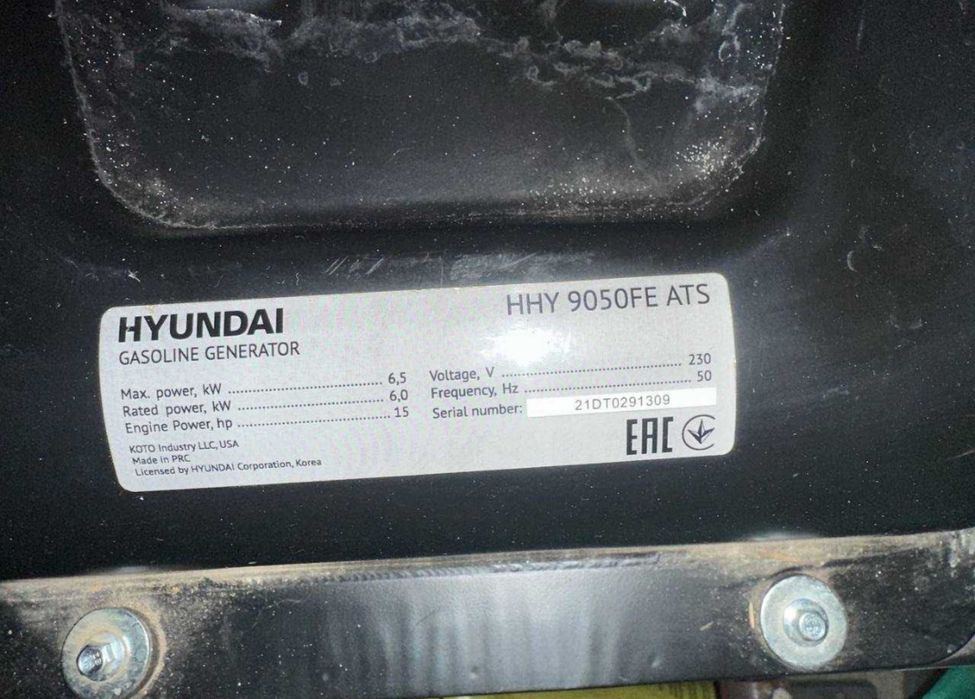 HYUNDAI
GASOLINE GENERATOR
HHY 9050FE ATS
Max. power, kW ........................ 6,5
Rated power, kW ........................ 6,0
Engine Power, hp ........................ 15
KOTO Industry LLC, USA
Made in PRC
Licensed by HYUNDAI Corporation, Korea
Voltage, V ........................ 230
Frequency, Hz ........................ 50
Serial number: 21DT0291309
EAC